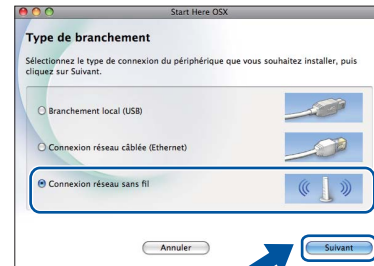 Start Here OSX
Type de branchement
Sélectionnez le type de connexion du périphérique que vous souhaitez installer, puis
cliquez sur Suivant.
Branchement local (USB)
Connexion réseau câblée (Ethernet)
Connexion réseau sans fil
Annuler
Suivant